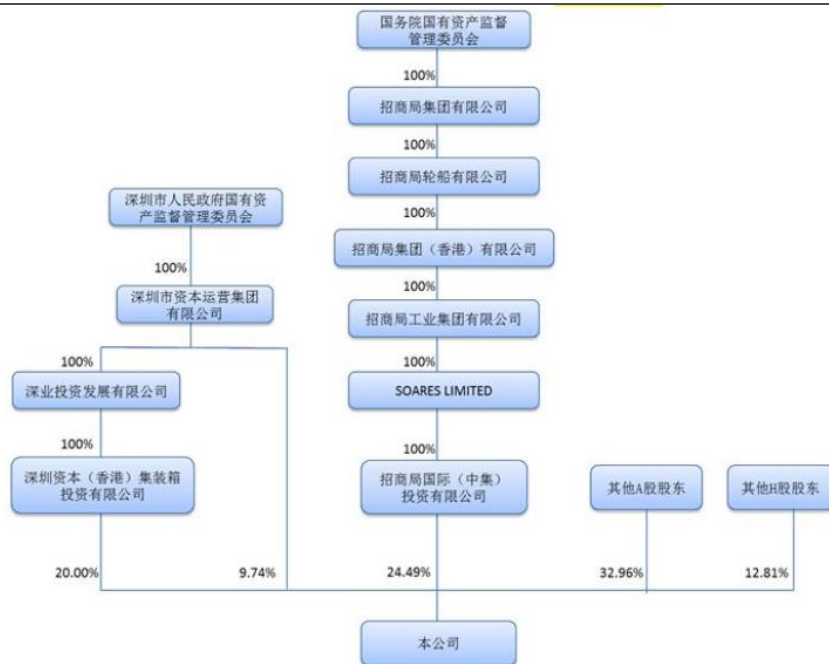 国务院国有资产监督
管理委员会
100%
招商局集团有限公司
100%
招商局轮船有限公司
深圳市人民政府国有资
产监督管理委员会
100%
招商局集团（香港）有限公司
100%
100%
深圳市资本运营集团
有限公司
招商局工业集团有限公司
100%
100%
深业投资发展有限公司
SOARES LIMITED
100%
100%
深圳资本（香港）集装箱
投资有限公司
招商局国际（中集）
投资有限公司
其他A股股东
其他H股股东
20.00%
9.74%
24.49%
32.96%
12.81%
本公司